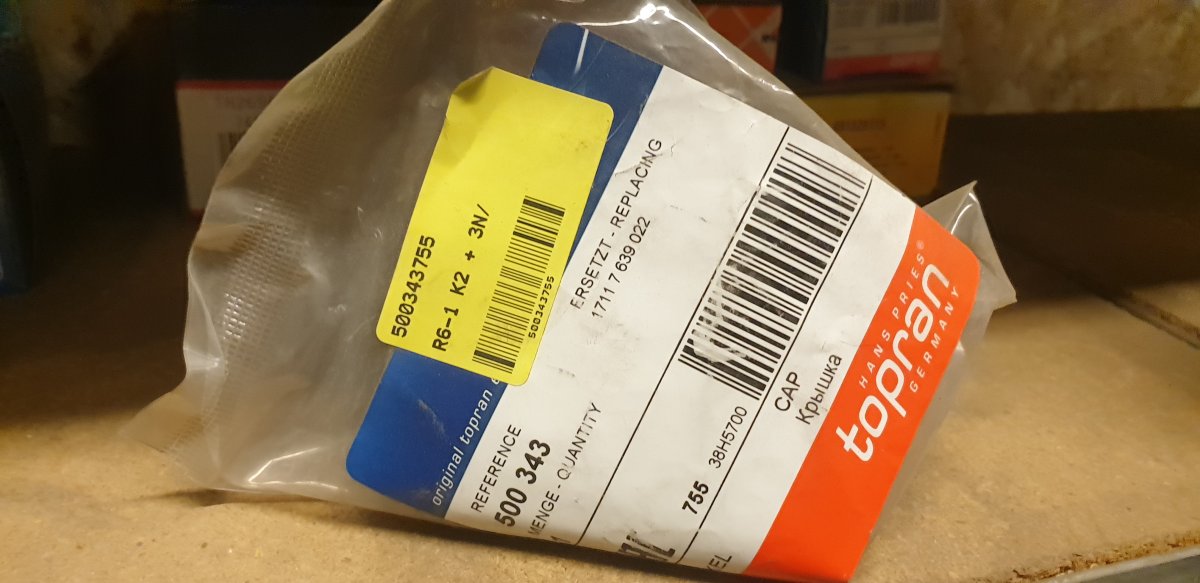 500343755
R6-1 K2 + 3N/
500343755
original topran
REFERENCE
500 343
MENGE - QUANTITY
ERSETZT - REPLACING
1711 7 639 022
755 38H5700
CAP
Крышка
HANS PRIES®
topran
GERMANY